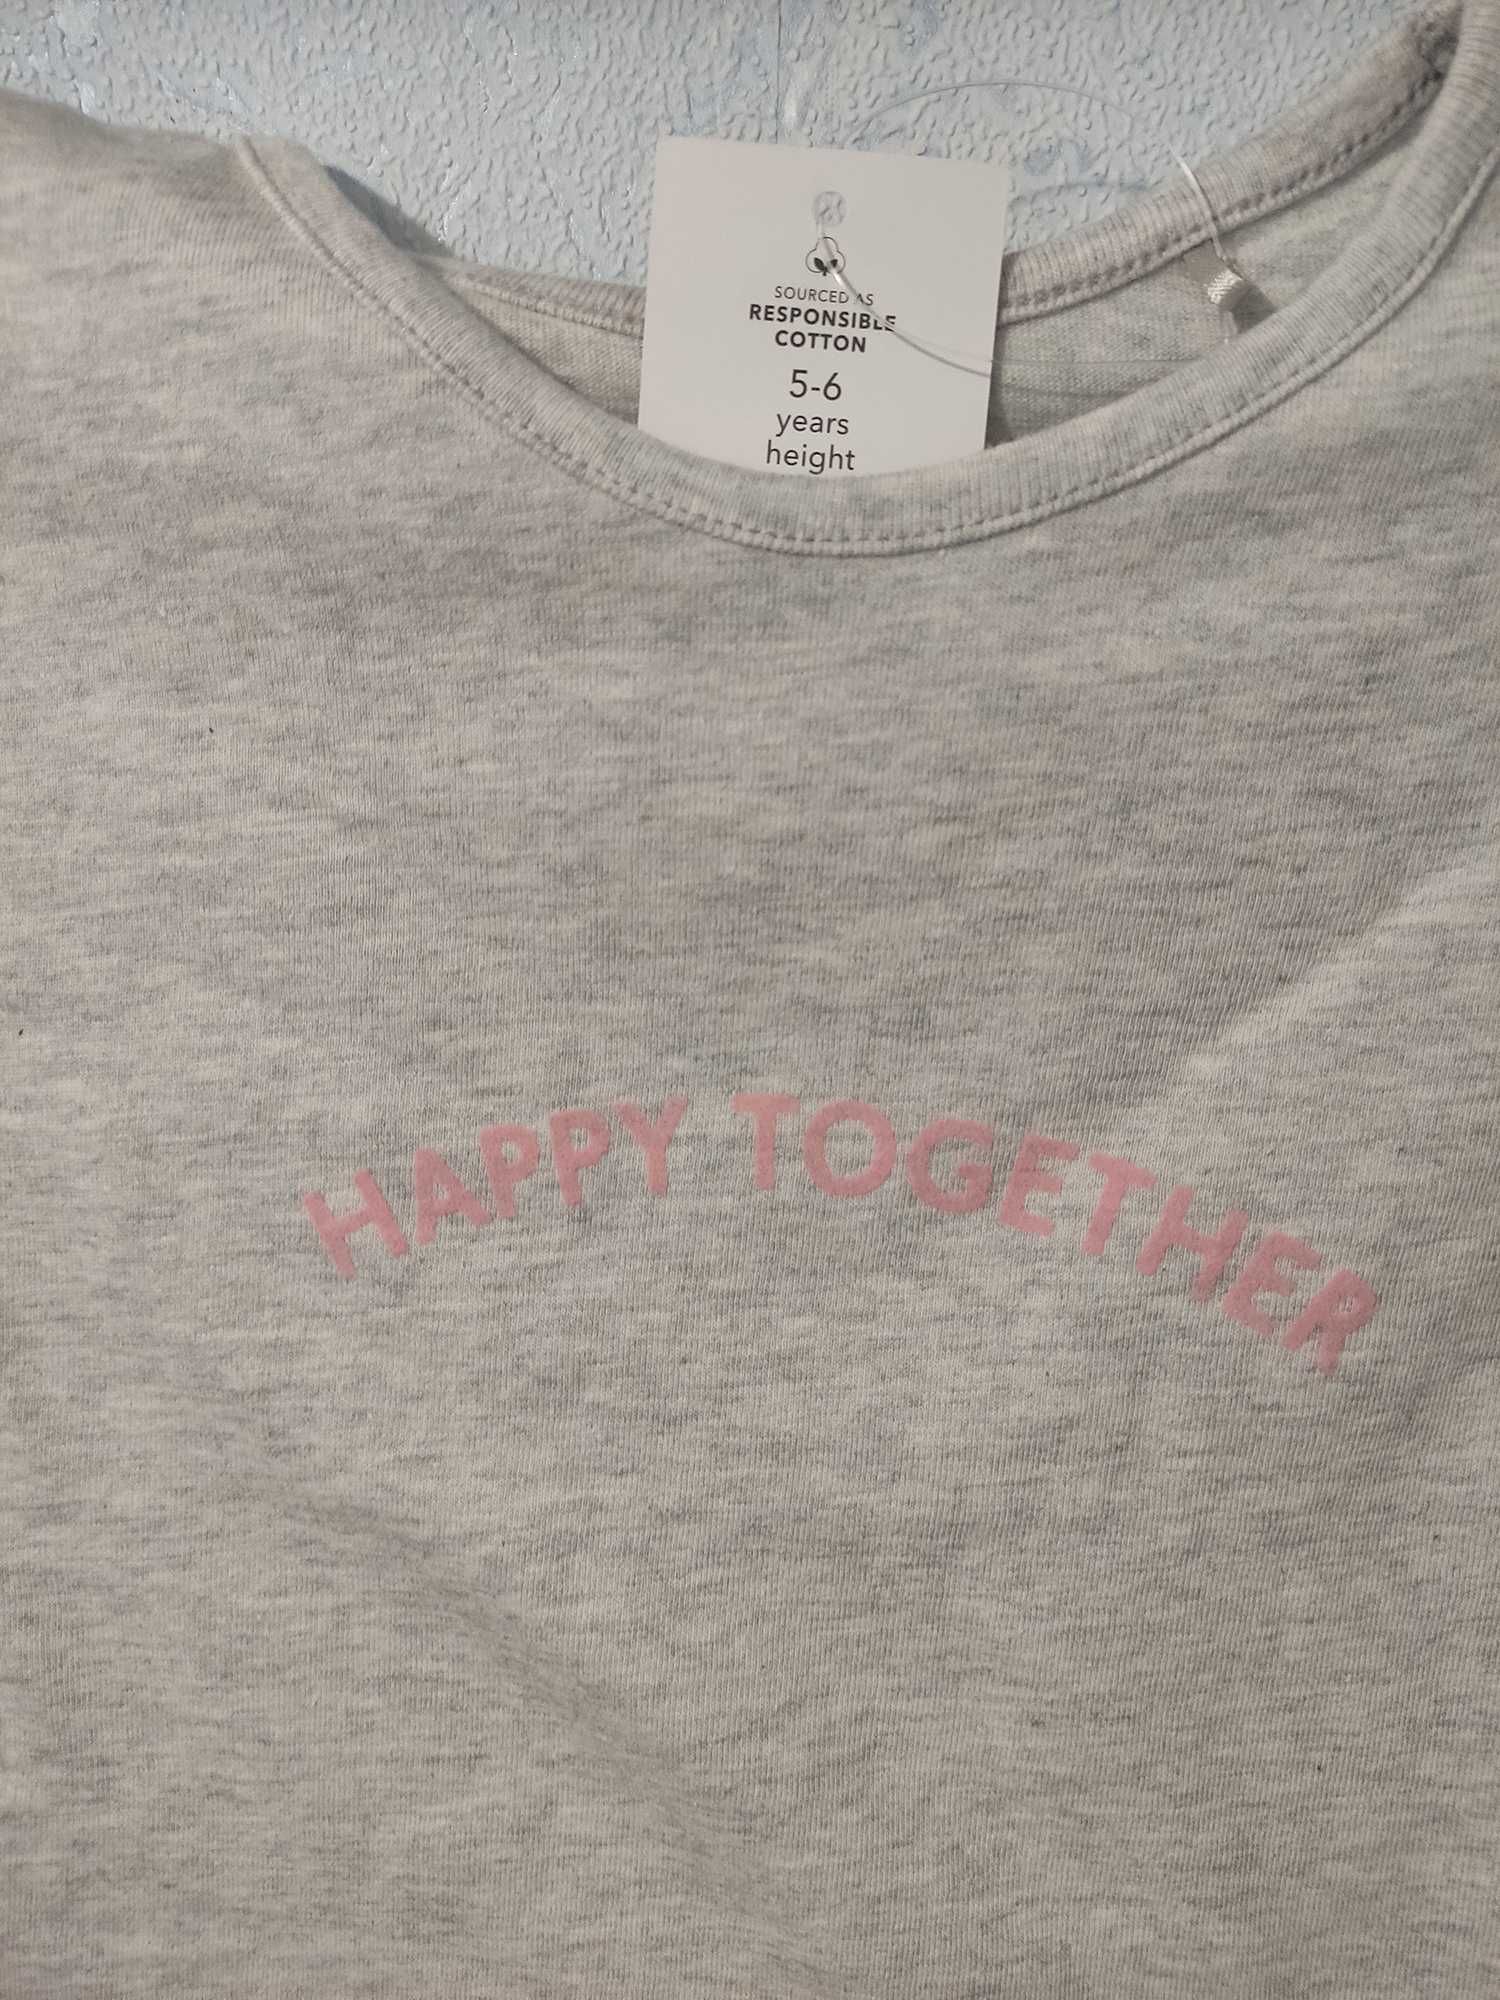 SOURCED AS
RESPONSIBLE
COTTON
5-6
years
height
HAPPY TOGETHER